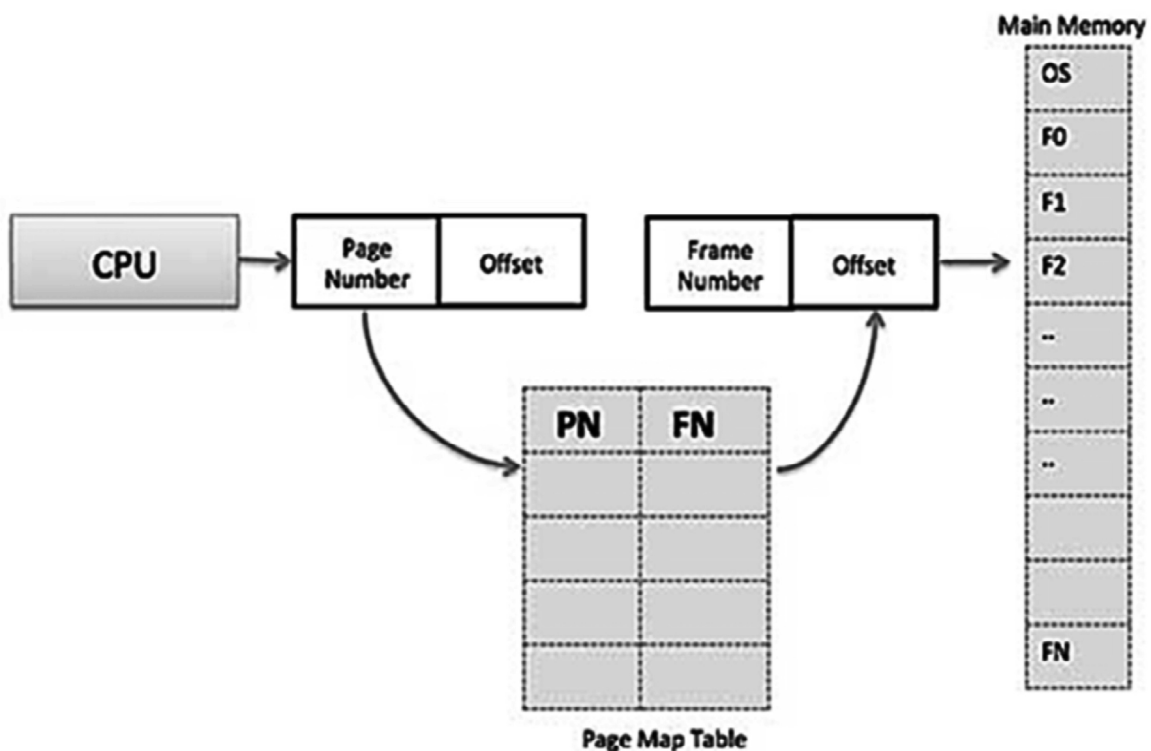 Main Memory
OS
F0
F1
F2
--
--
--
FN
CPU
Page
Number
Offset
Frame
Number
Offset
PN FN
Page Map Table